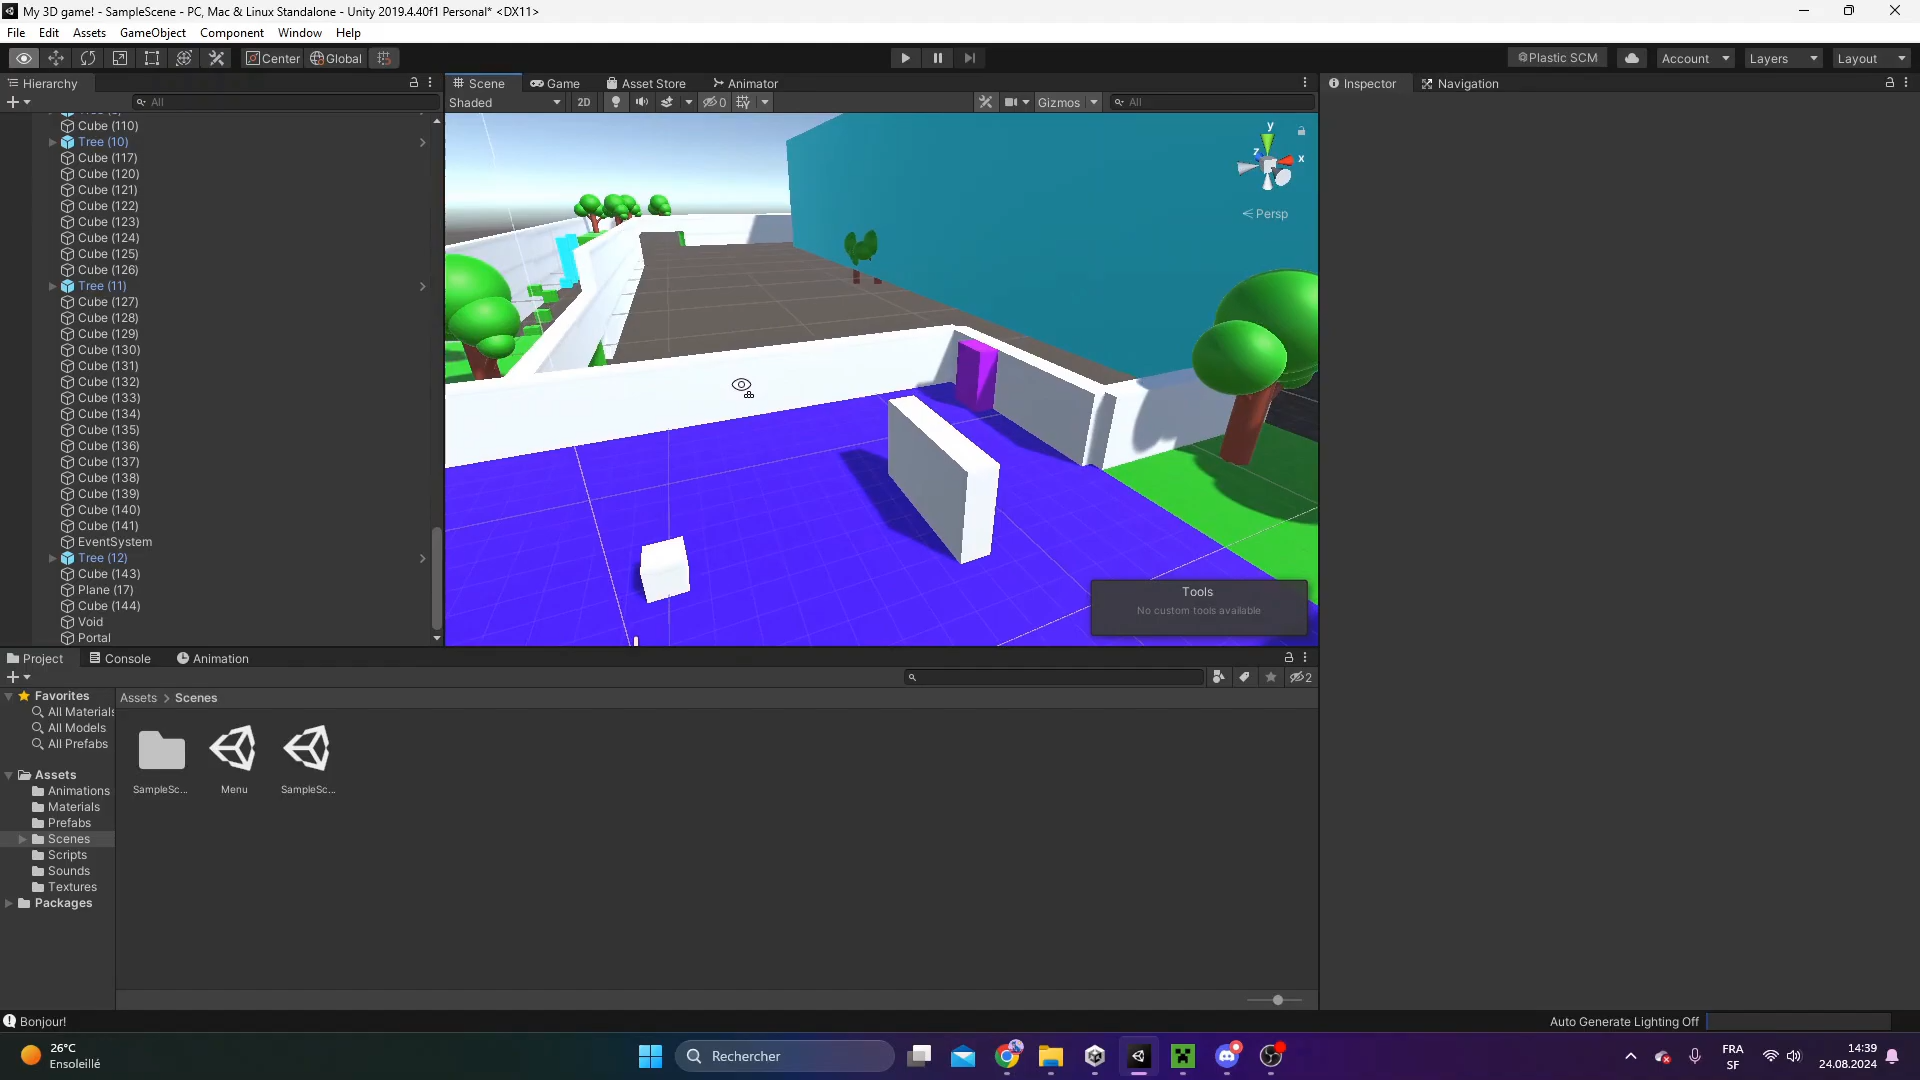 My 3D game! - SampleScene - PC, Mac & Linux Standalone - Unity 2019.4.40f1 Personal* <DX11>
File Edit Assets GameObject Component Window Help
Center Global Plastic SCM Account Layers Layout
Hierarchy
All
Cube (110)
Tree (10)
Cube (117)
Cube (120)
Cube (121)
Cube (122)
Cube (123)
Cube (124)
Cube (125)
Cube (126)
Tree (11)
Cube (127)
Cube (128)
Cube (129)
Cube (130)
Cube (131)
Cube (132)
Cube (133)
Cube (134)
Cube (135)
Cube (136)
Cube (137)
Cube (138)
Cube (139)
Cube (140)
Cube (141)
EventSystem
Tree (12)
Cube (143)
Plane (17)
Cube (144)
Void
Portal
Scene Game Asset Store Animator
Shaded 2D 0 Gizmos All
y
z x
Persp
Tools
No custom tools available
Inspector Navigation
Project Console Animation
2
Favorites
All Materials
All Models
All Prefabs
Assets
Animations
Materials
Prefabs
Scenes
Scripts
Sounds
Textures
Packages
Assets > Scenes
SampleSc... Menu SampleSc...
Bonjour!
Auto Generate Lighting Off
26°C
Ensoleillé
Rechercher
FRA
SF
14:39
24.08.2024